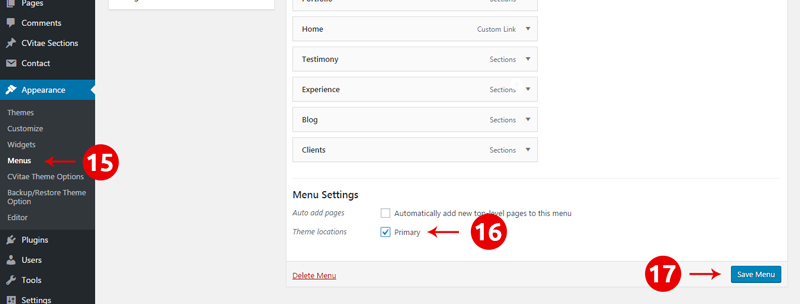 Pages
Comments
CVitae Sections
Contact
Appearance
Themes
Customize
Widgets
Menus
15
CVitae Theme Options
Backup/Restore Theme
Option
Editor
Plugins
Users
Tools
Settings
Home Custom Link
Testimony Sections
Experience Sections
Blog Sections
Clients Sections
Menu Settings
Auto add pages Automatically add new top-level pages to this menu
Theme locations Primary 16
Delete Menu 17 Save Menu